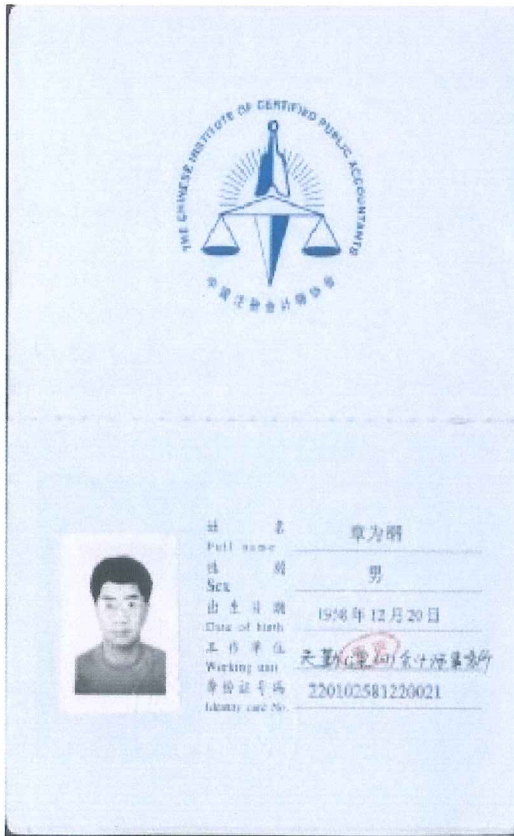 THE CHINESE INSTITUTE OF CERTIFIED PUBLIC ACCOUNTANTS
中国注册会计师协会
姓 名 章为
Full name
性 别 男
Sex
出生日期 1958年12月20日
Date of birth
工作单位 天勤 会计师事务所
Working unit
身份证号码 220102581220021
Identity card No.